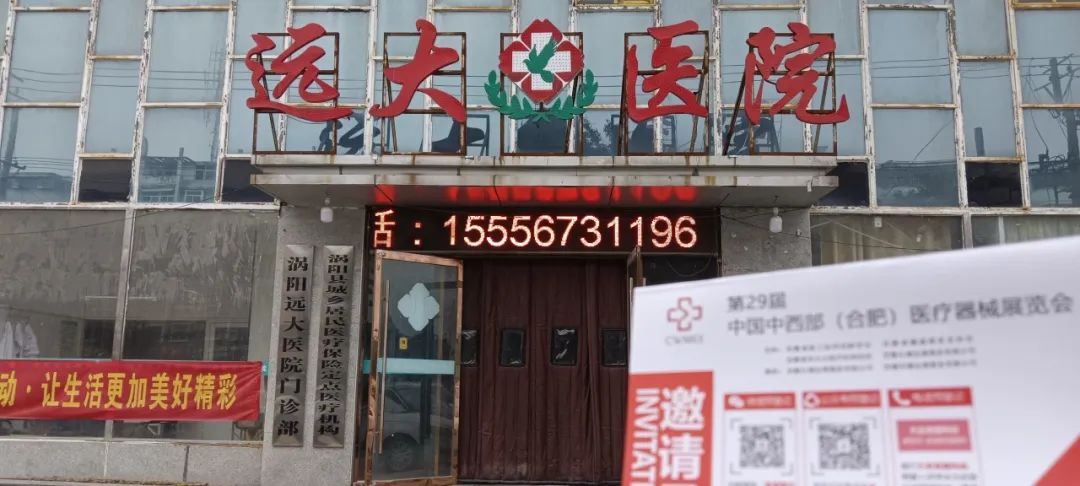 远大医院
舌：15556731196
涡阳远大医院门诊部
涡阳县城乡居民医疗保险定点医疗机构
动·让生活更加美好精彩
第29届
中国中西部（合肥）医疗器械展览会
CWMEE
邀请
INVITAT